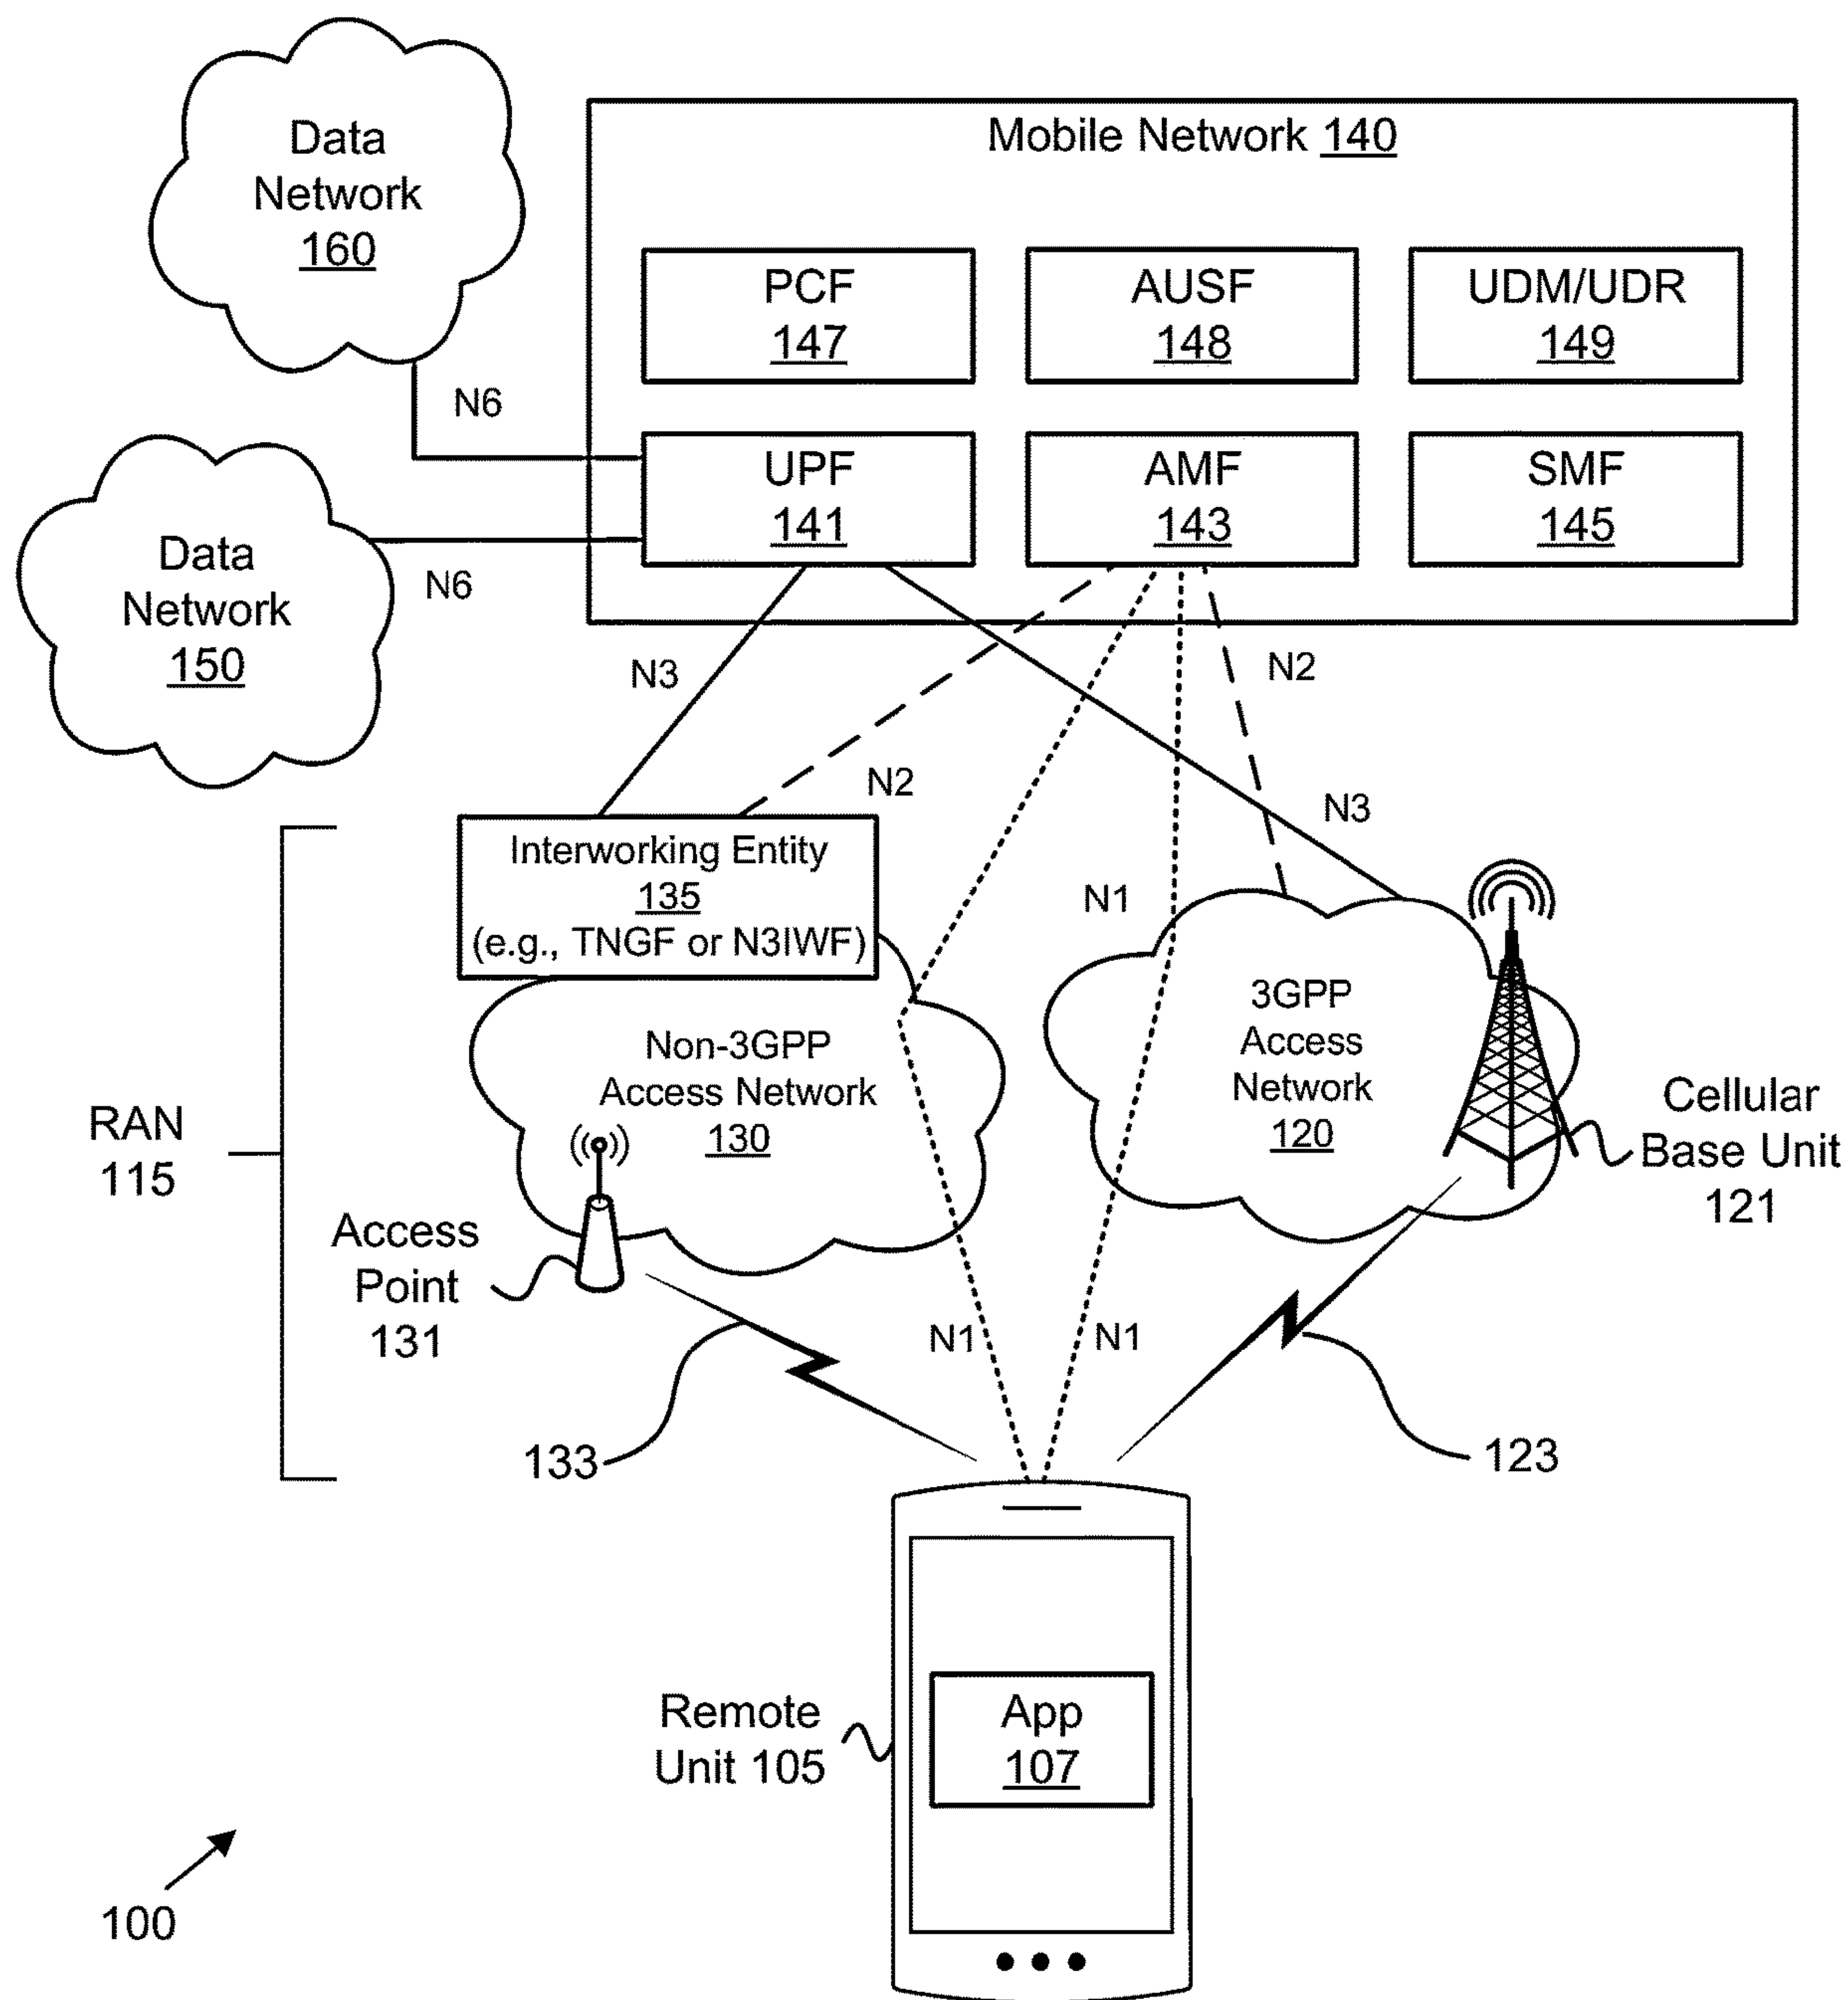 Data
Network
160
Mobile Network 140
PCF
147
AUSF
148
UDM/UDR
149
N6
UPF
141
AMF
143
SMF
145
Data
Network
150
N6
N3
N2
N2
N3
Interworking Entity
135
(e.g., TNGF or N3IWF)
N1
3GPP
Access
Network
120
Non-3GPP
Access Network
130
RAN
115
Cellular
Base Unit
121
Access
Point
131
N1
N1
133
123
Remote
Unit 105
App
107
100